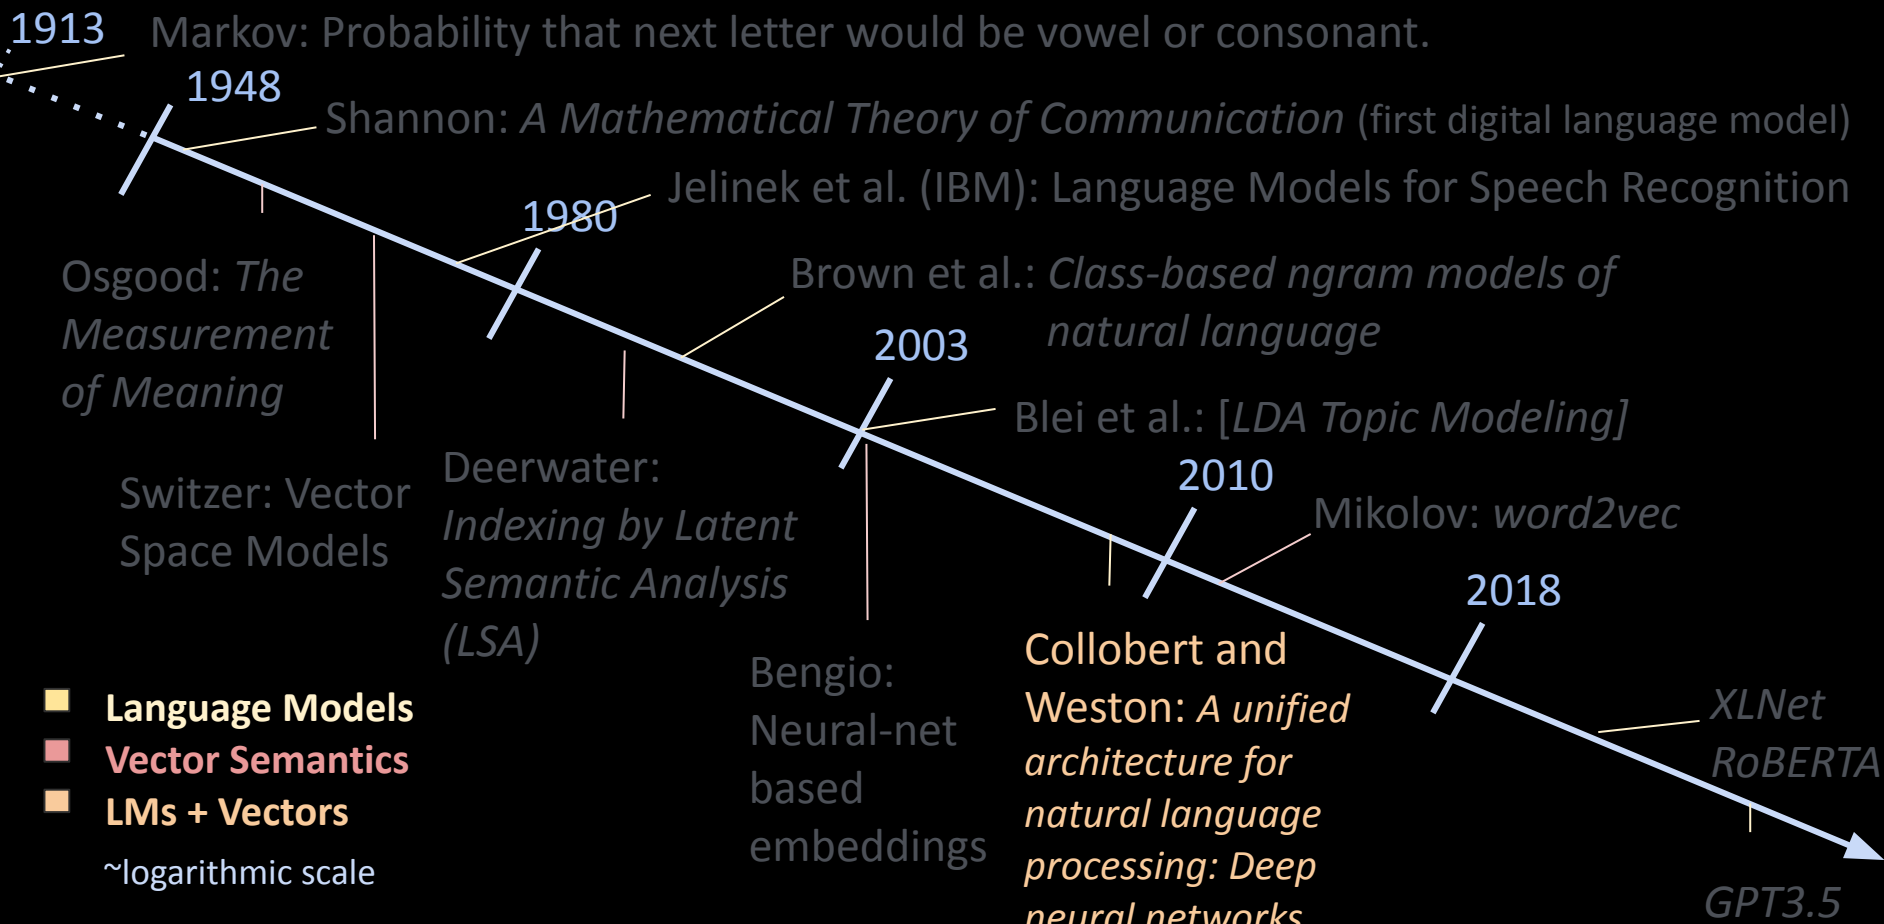 1913
Markov: Probability that next letter would be vowel or consonant.
1948
Shannon: A Mathematical Theory of Communication (first digital language model)
Jelinek et al. (IBM): Language Models for Speech Recognition
1980
Osgood: The
Measurement
of Meaning
Brown et al.: Class-based ngram models of
natural language
2003
Blei et al.: [LDA Topic Modeling]
Switzer: Vector
Space Models
Deerwater:
Indexing by Latent
Semantic Analysis
(LSA)
2010
Mikolov: word2vec
2018
Bengio:
Neural-net
based
embeddings
Collobert and
Weston: A unified
architecture for
natural language
processing: Deep
neural networks
XLNet
RoBERTA
GPT3.5
Language Models
Vector Semantics
LMs + Vectors
~logarithmic scale